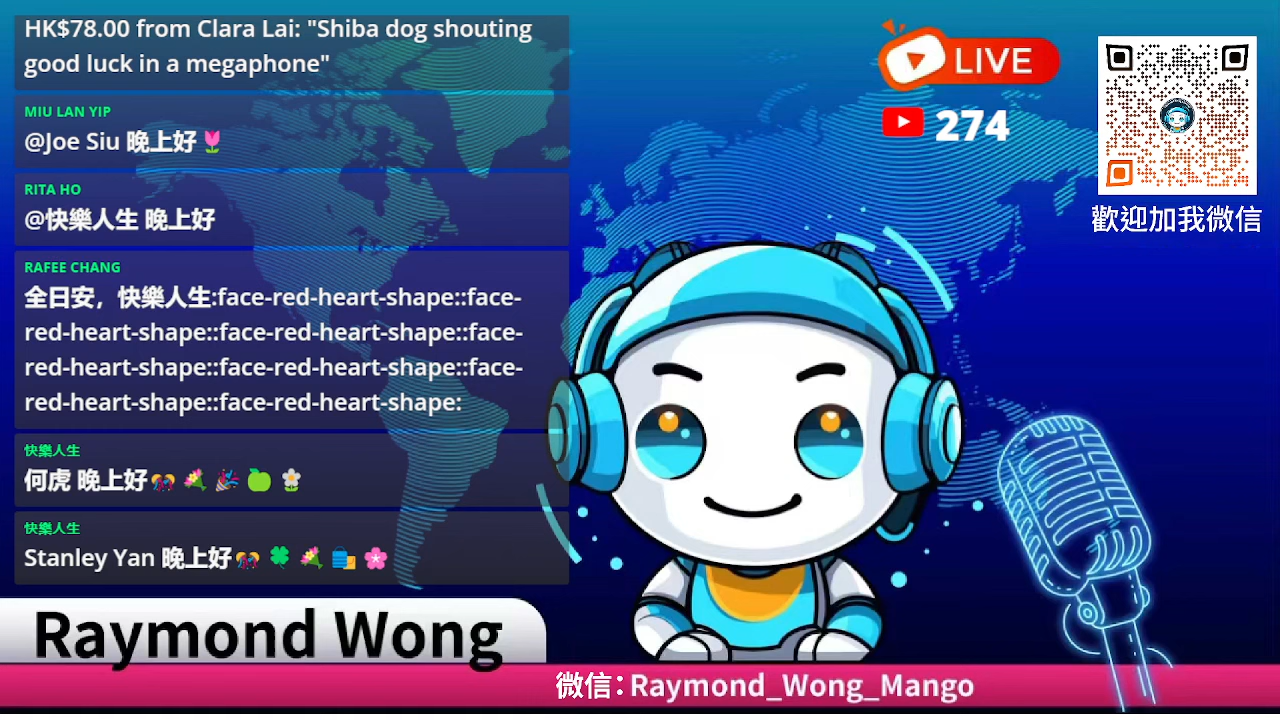 HK$78.00 from Clara Lai: "Shiba dog shouting
good luck in a megaphone"
MIU LAN YIP
@Joe Siu 晚上好🌷
RITA HO
@快樂人生 晚上好
RAFEE CHANG
全日安，快樂人生:face-red-heart-shape::face-
red-heart-shape::face-red-heart-shape::face-
red-heart-shape::face-red-heart-shape::face-
red-heart-shape::face-red-heart-shape:
快樂人生
何虎 晚上好🎊💐🎉🍏🌼
快樂人生
Stanley Yan 晚上好🎊🍀💐🛍️🌸
LIVE
274
歡迎加我微信
Raymond Wong
微信：Raymond_Wong_Mango